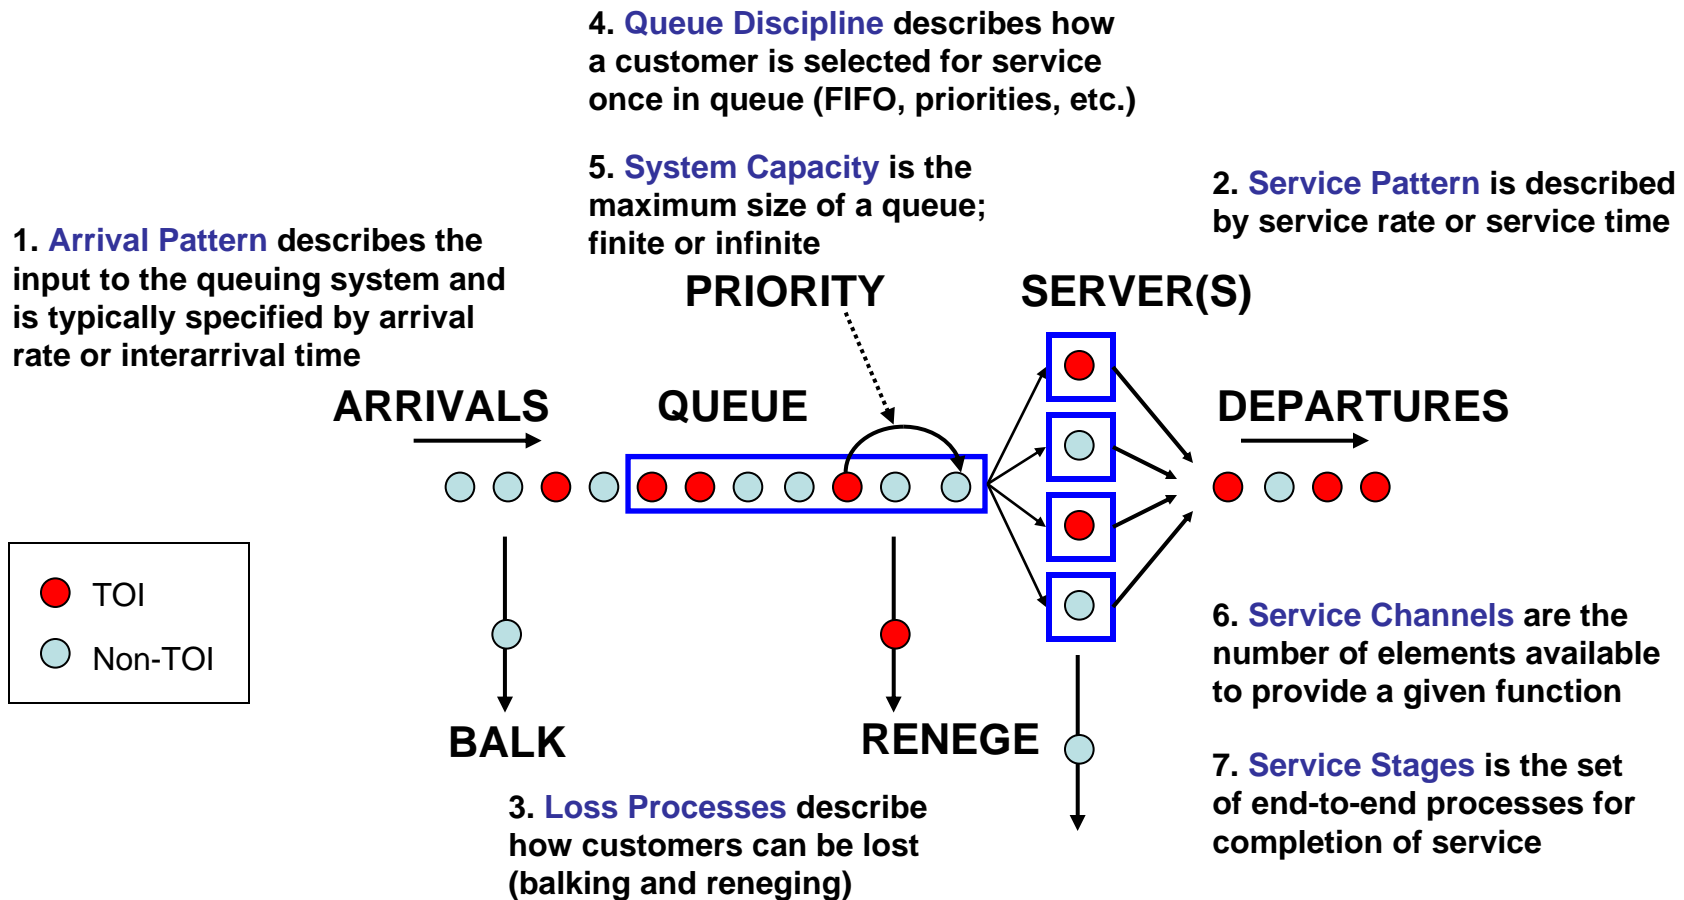 4. Queue Discipline describes how
a customer is selected for service
once in queue (FIFO, priorities, etc.)
5. System Capacity is the
maximum size of a queue;
finite or infinite
2. Service Pattern is described
by service rate or service time
1. Arrival Pattern describes the
input to the queuing system and
is typically specified by arrival
rate or interarrival time
PRIORITY
SERVER(S)
ARRIVALS
QUEUE
DEPARTURES
TOI
Non-TOI
BALK
RENEGE
3. Loss Processes describe
how customers can be lost
(balking and reneging)
6. Service Channels are the
number of elements available
to provide a given function
7. Service Stages is the set
of end-to-end processes for
completion of service